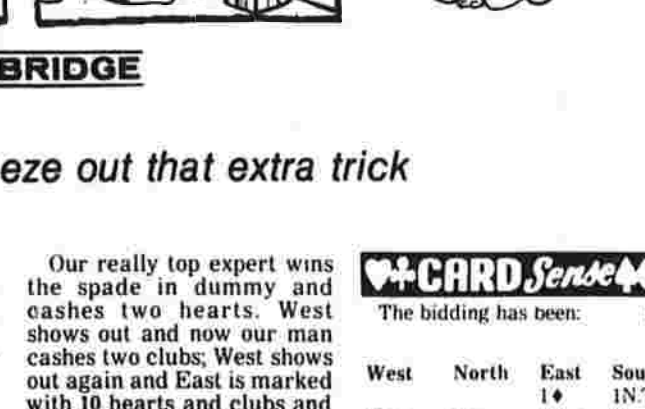 BRIDGE
eze out that extra trick
Our really top expert wins
the spade in dummy and
cashes two hearts. West
shows out and now our man
cashes two clubs; West shows
out again and East is marked
with 10 hearts and clubs and
♥♣CARD Sense♠
The bidding has been:
West North East Sou
1♦ 1N.T